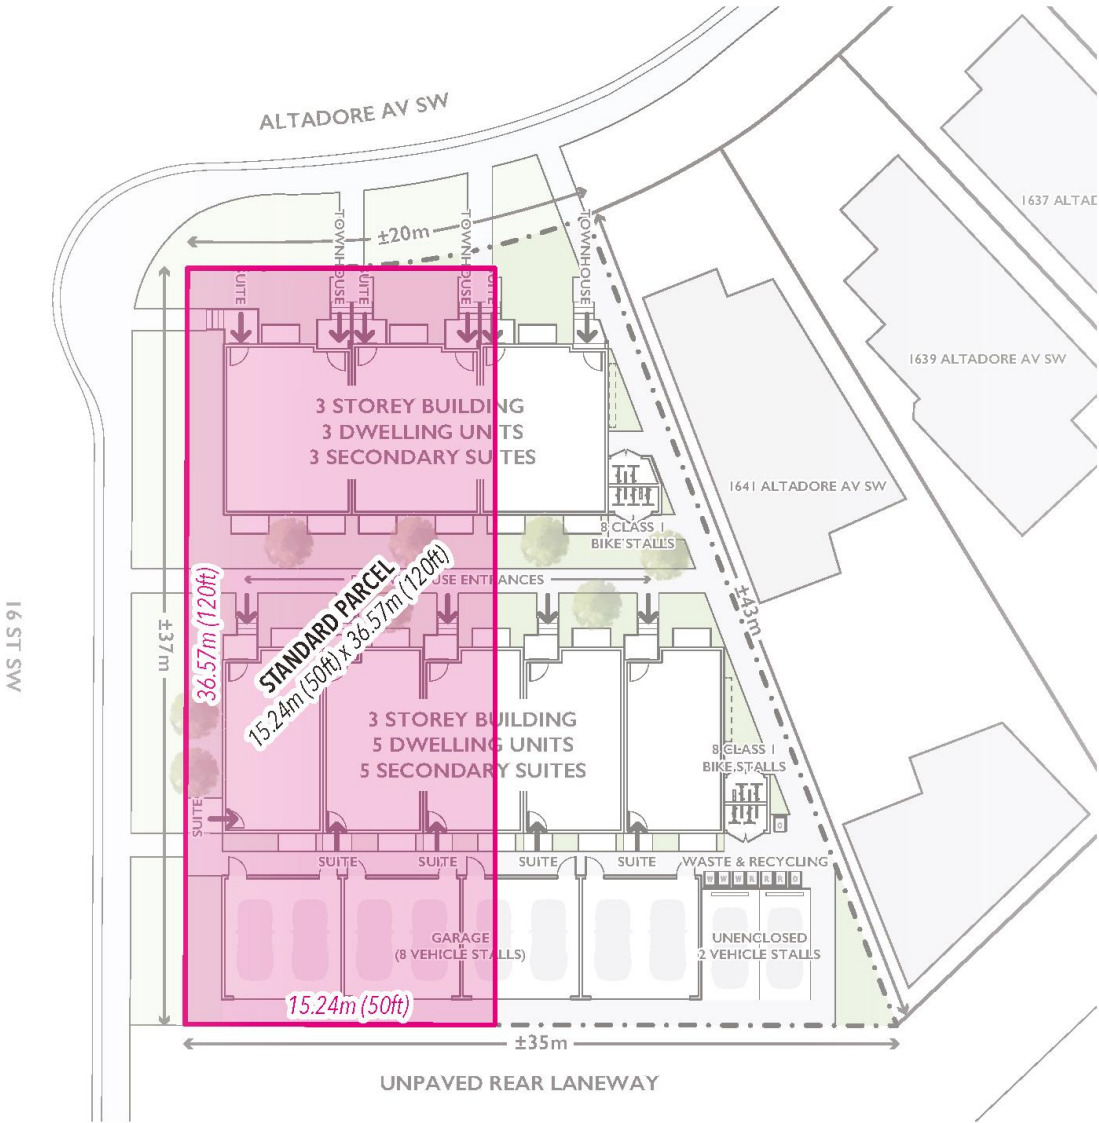 ALTADORE AV SW
1637 ALTAD
±20m
SUITE
TOWNHOUSE
SUITE
TOWNHOUSE
TOWNHOUSE
1639 ALTADORE AV SW
3 STOREY BUILDING
3 DWELLING UNITS
3 SECONDARY SUITES
1641 ALTADORE AV SW
8 CLASS 1
BIKE STALLS
USE ENTRANCES
16 ST SW
±37m
36.57m (120ft)
STANDARD PARCEL
15.24m (50ft) x 36.57m (120ft)
±43m
3 STOREY BUILDING
5 DWELLING UNITS
5 SECONDARY SUITES
8 CLASS 1
BIKE STALLS
SUITE
SUITE
SUITE
SUITE
SUITE
WASTE & RECYCLING
W W W R R R O
O
GARAGE
(8 VEHICLE STALLS)
UNENCLOSED
2 VEHICLE STALLS
15.24m (50ft)
±35m
UNPAVED REAR LANEWAY